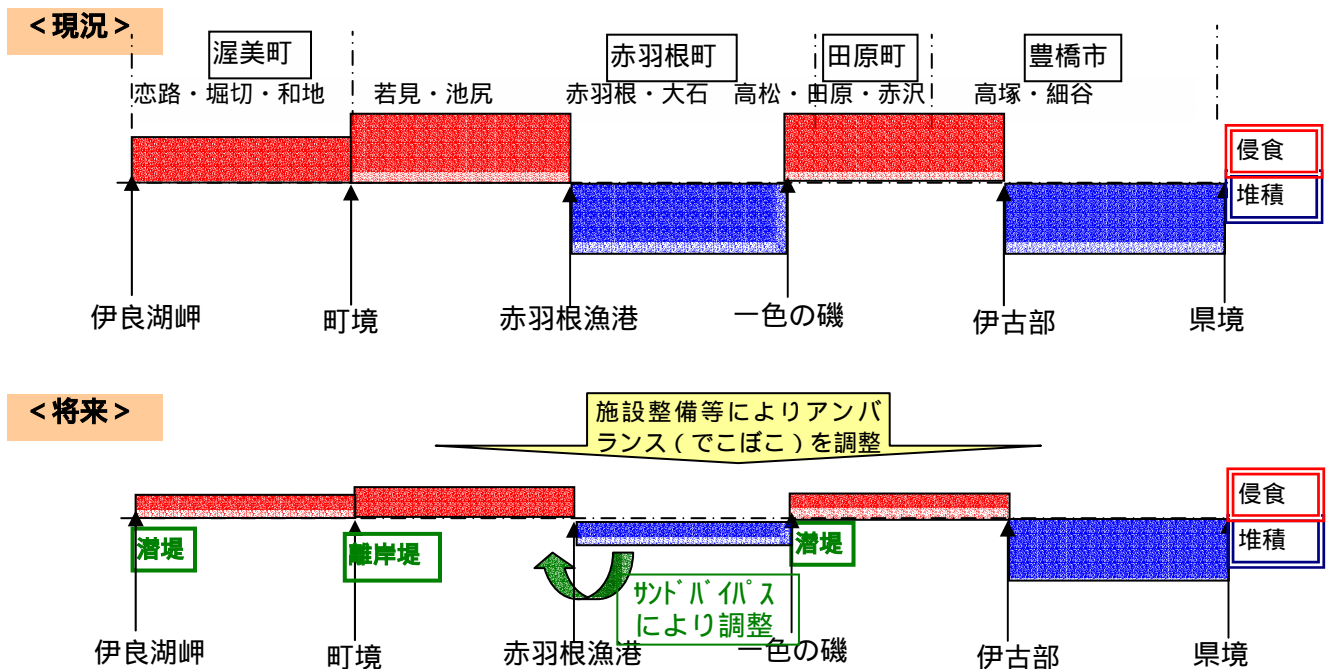 <現況>
渥美町
赤羽根町
田原町
豊橋市
恋路・堀切・和地
若見・池尻
赤羽根・大石
高松・田原・赤沢
高塚・細谷
侵食
堆積
伊良湖岬
町境
赤羽根漁港
一色の磯
伊古部
県境
<将来>
施設整備等によりアンバ
ランス(でこぼこ)を調整
侵食
堆積
潜堤
離岸堤
潜堤
サンドバイパス
により調整
伊良湖岬
町境
赤羽根漁港
一色の磯
伊古部
県境